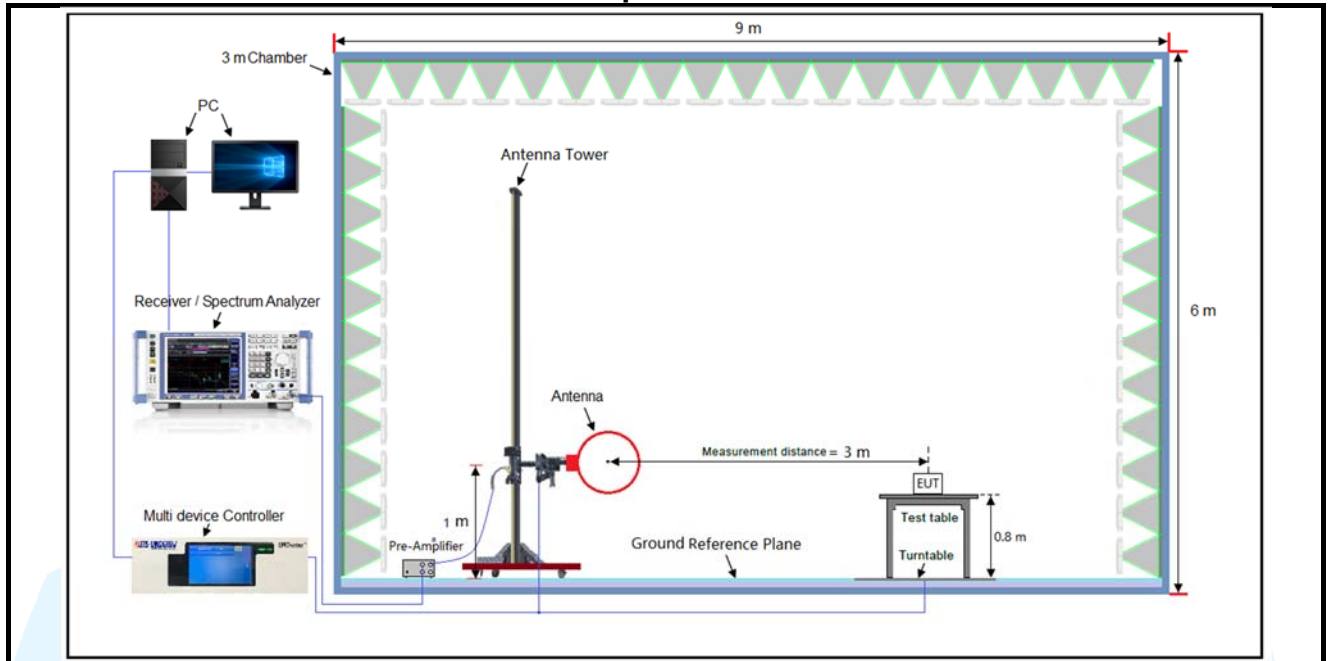 9 m
3 m Chamber
PC
Antenna Tower
Receiver / Spectrum Analyzer
6 m
Antenna
Measurement distance = 3 m
EUT
Multi device Controller
1 m
Test table
0.8 m
Pre-Amplifier
Ground Reference Plane
Turntable